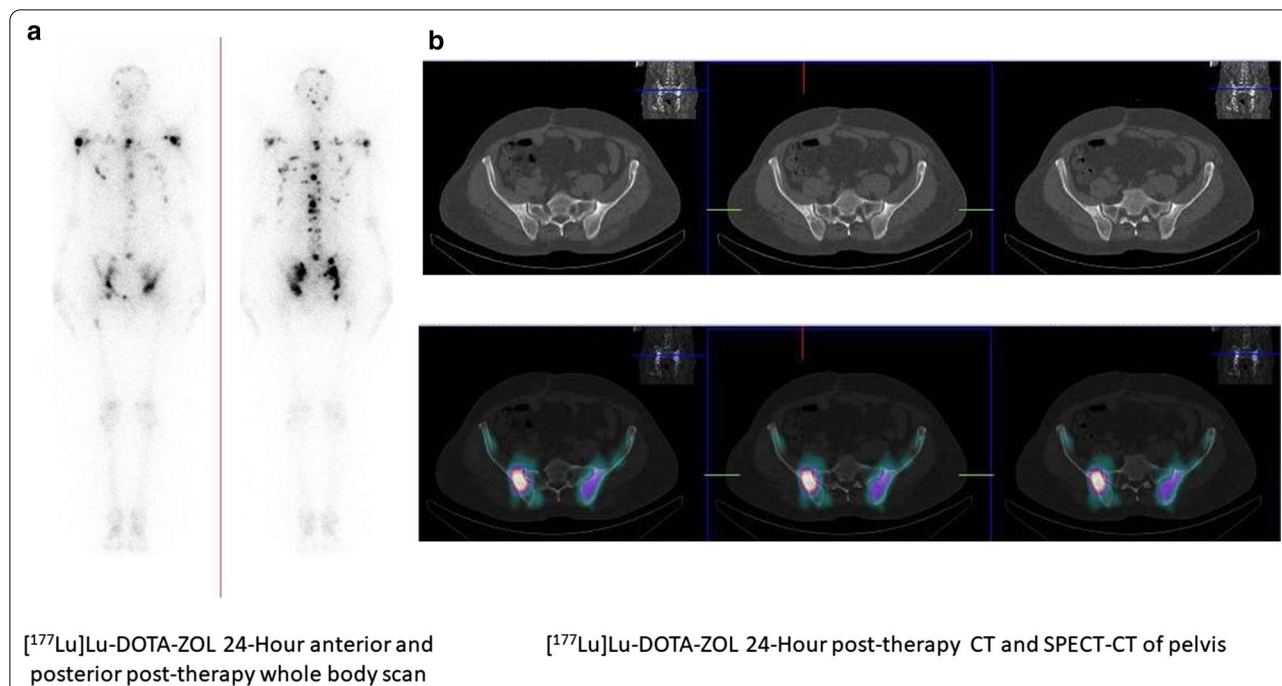 a
b
[¹⁷⁷Lu]Lu-DOTA-ZOL 24-Hour anterior and
posterior post-therapy whole body scan
[¹⁷⁷Lu]Lu-DOTA-ZOL 24-Hour post-therapy CT and SPECT-CT of pelvis